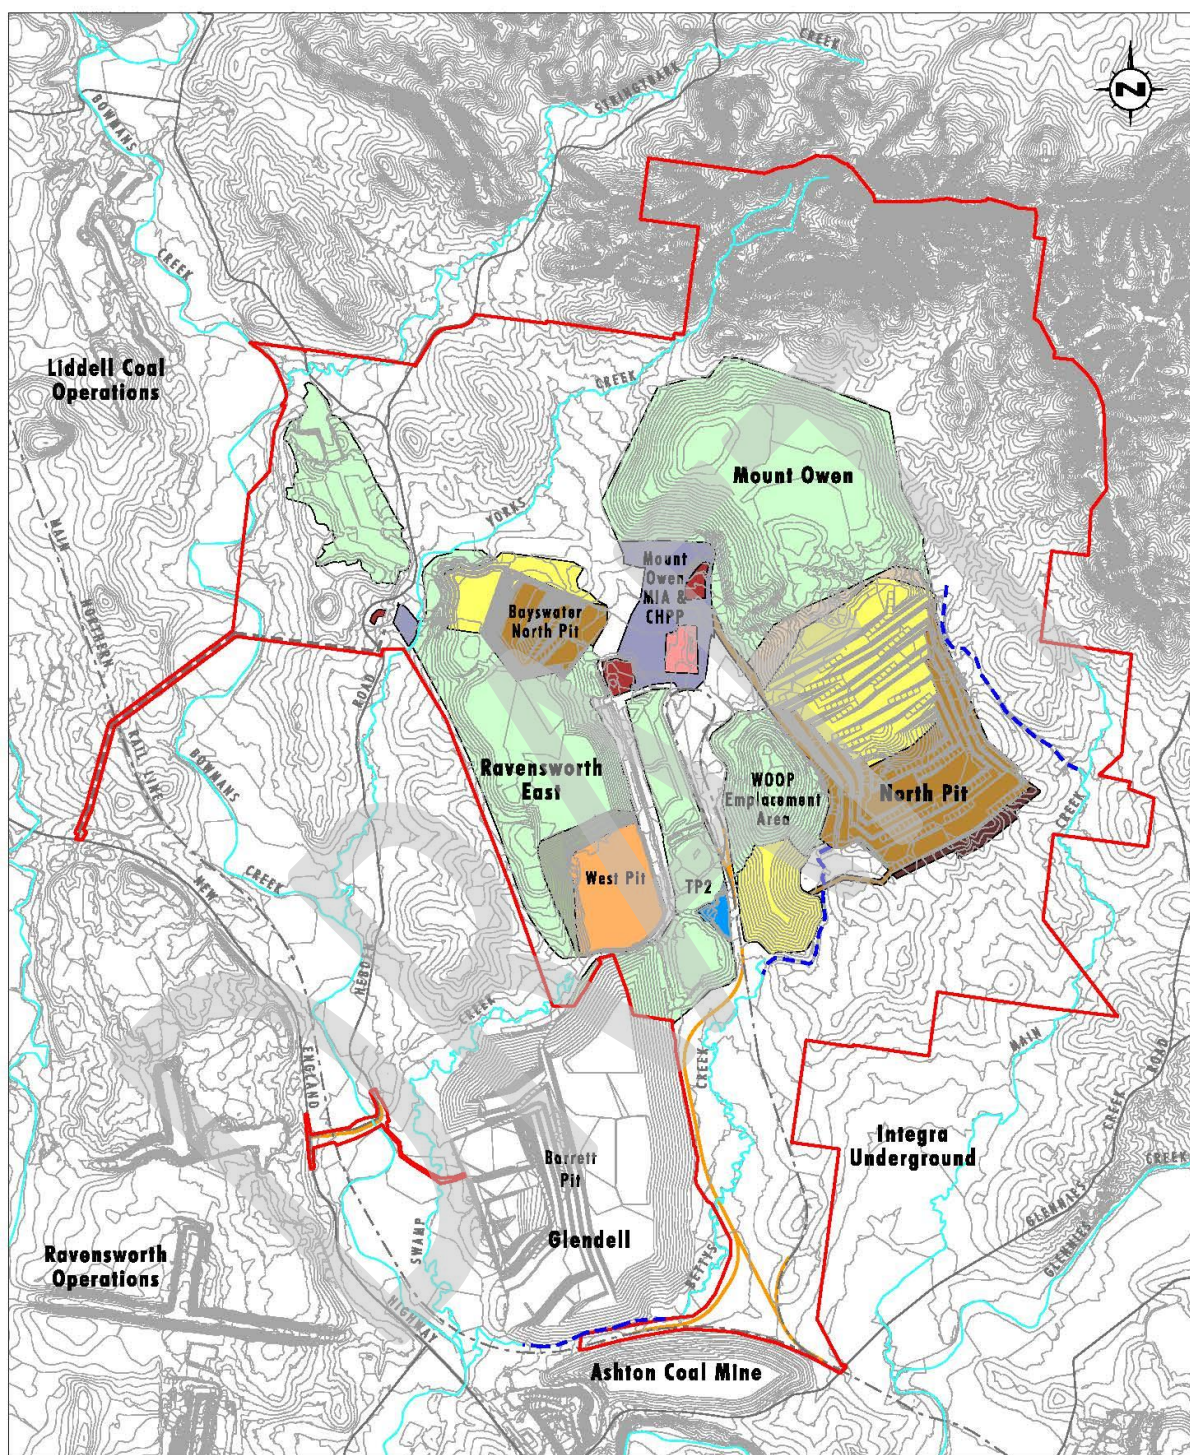 CREEK
STRINGYBARK
N
BOWMANS
CREEK
Liddell Coal
Operations
CREEK
Mount Owen
YORKS
MAIN
NORTHERN
RAIL LINE
Mount
Owen
MIA &
CHPP
Bayswater
North Pit
ROAD
BOWMANS
Ravensworth
East
WOOP
Emplacement
Area
North Pit
CREEK
West Pit
TP2
CREEK
NEW
HEBDEN
CREEK
ENGLAND
CREEK
MAIN
ROAD
CREEK
Integra
Underground
CREEK
GLENNIES
GLENNIES
Barrett
Pit
Glendell
SWAMP
BETTYS
Ravensworth
Operations
HIGHWAY
Ashton Coal Mine
DRAFT